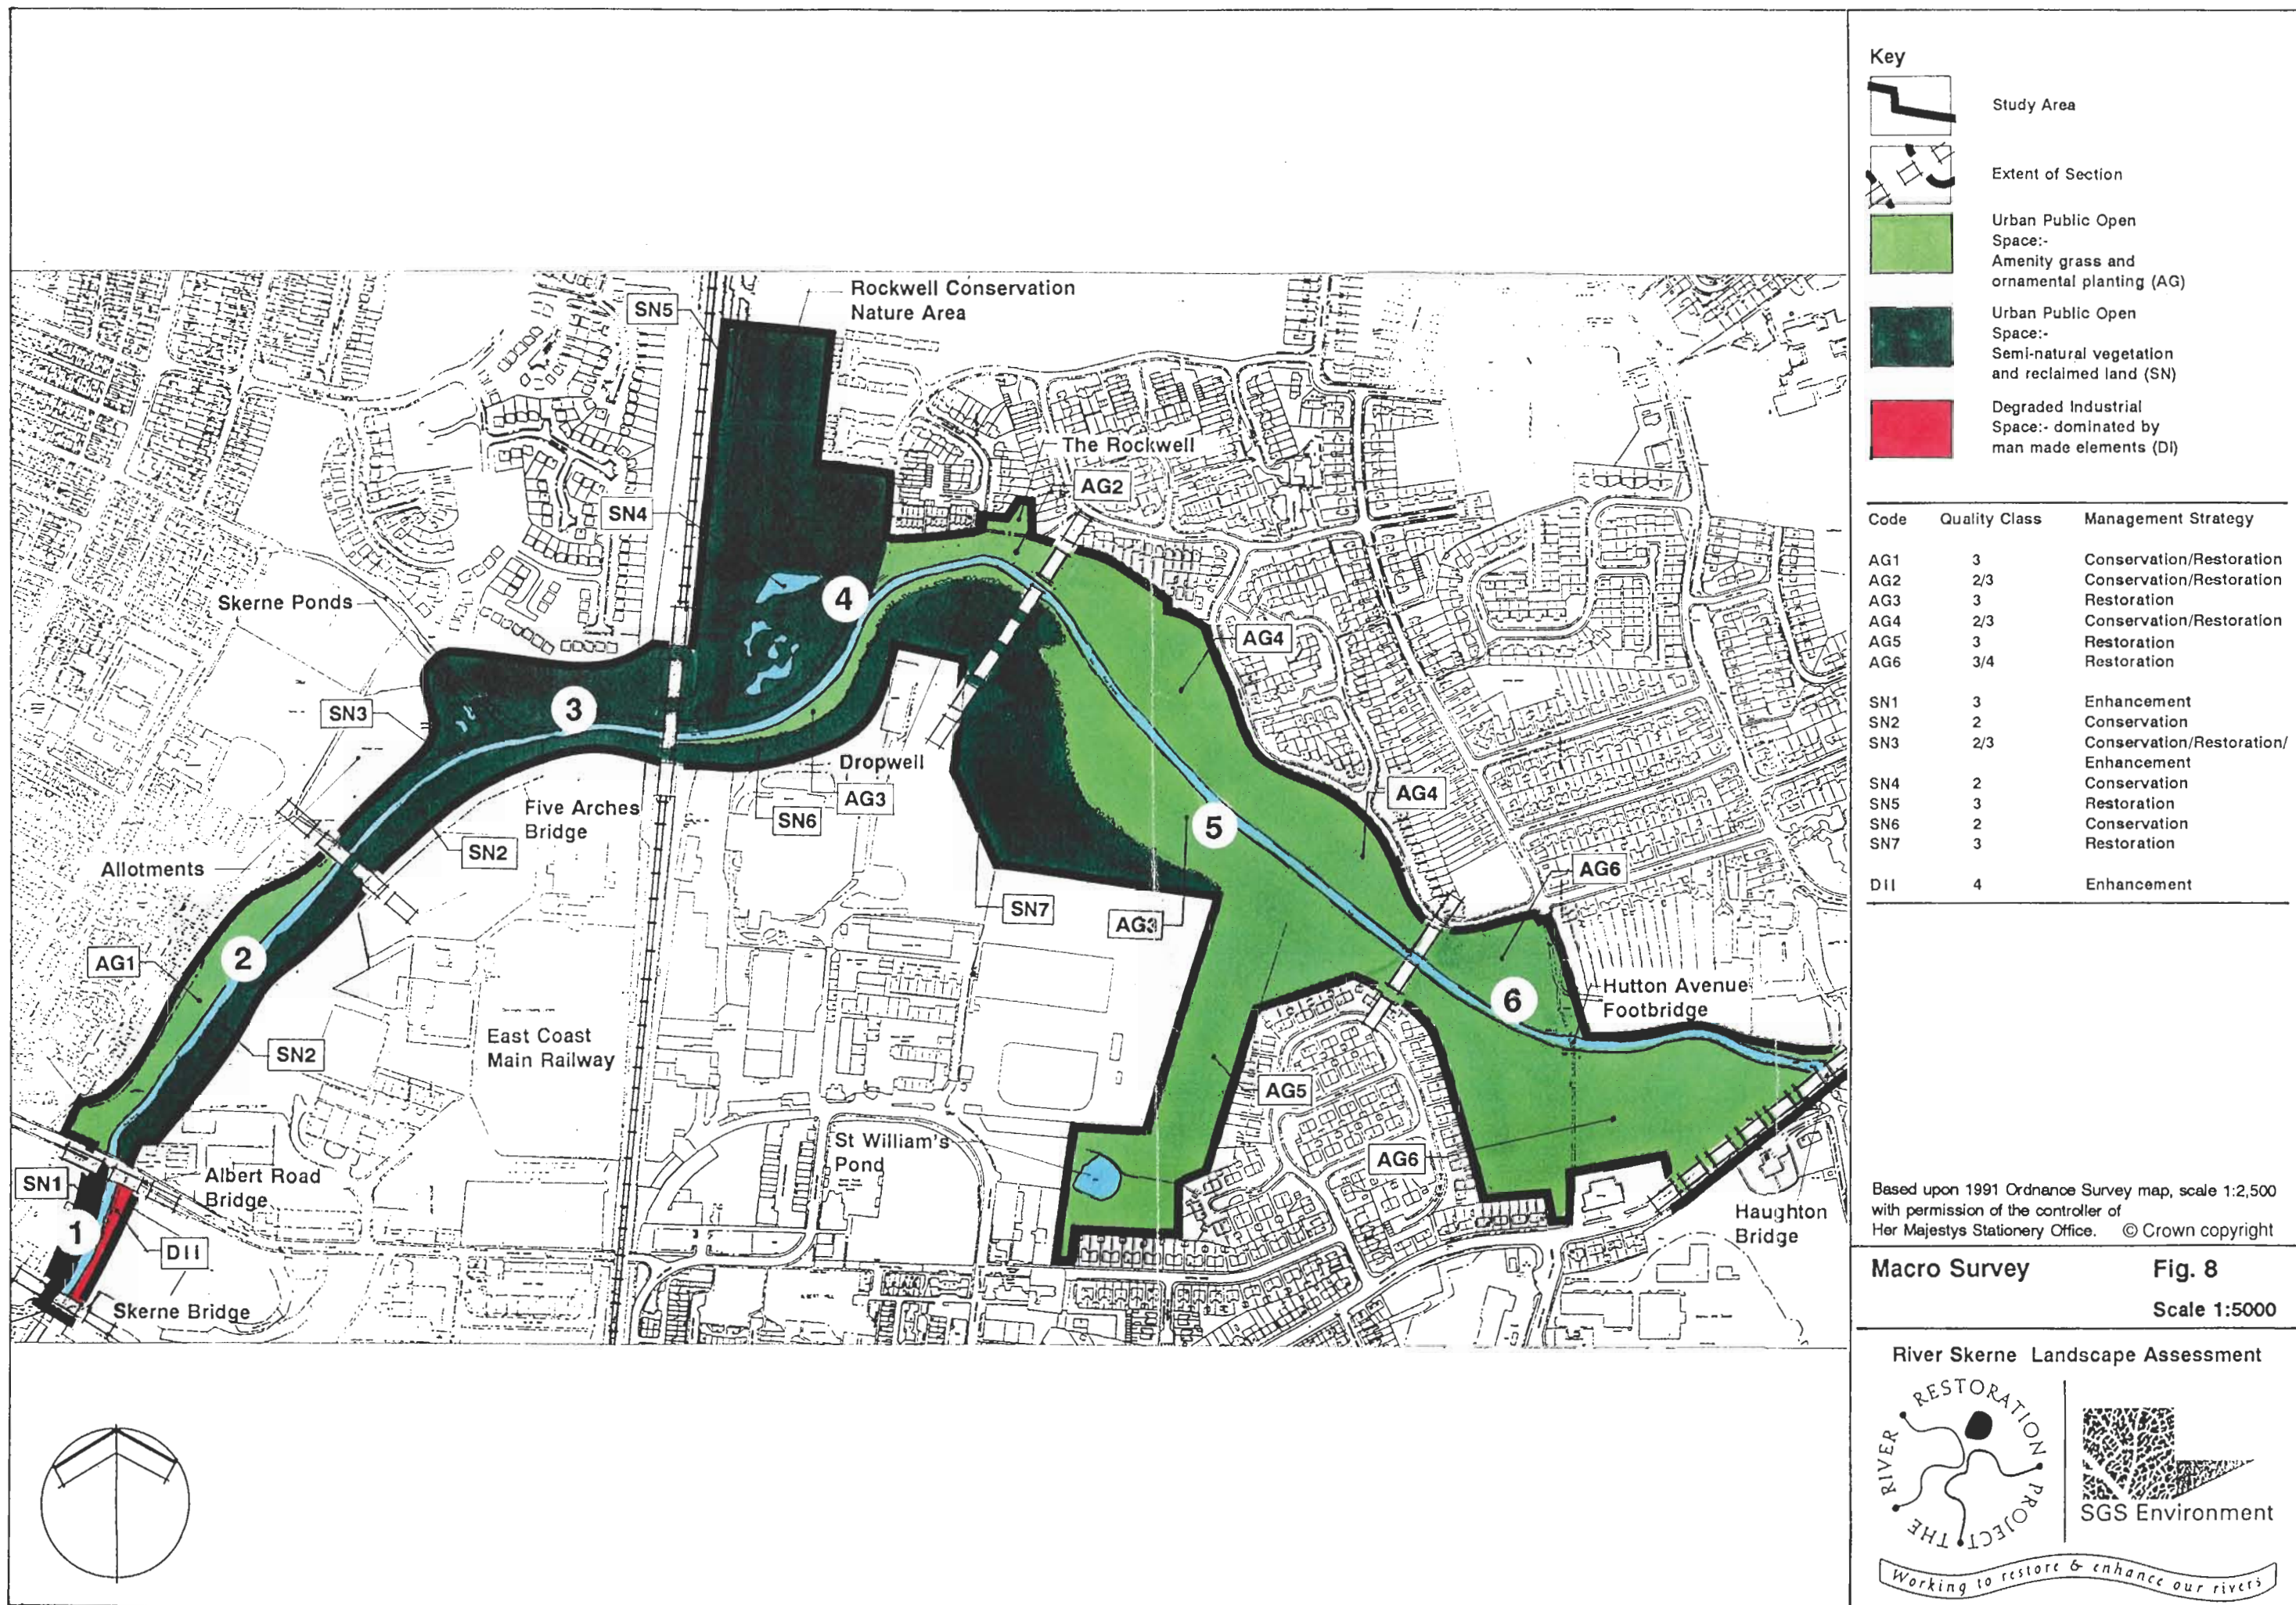 Rockwell Conservation
Nature Area
SN5
The Rockwell
AG2
SN4
Skerne Ponds
4
AG4
SN3
3
Dropwell
AG3
SN6
Five Arches
Bridge
SN2
AG4
5
Allotments
AG6
SN7
AG3
AG1
2
Hutton Avenue
Footbridge
6
East Coast
Main Railway
SN2
AG5
St William's
Pond
AG6
Albert Road
Bridge
SN1
1
DI1
Skerne Bridge
Haughton
Bridge
Key
Study Area
Extent of Section
Urban Public Open
Space:-
Amenity grass and
ornamental planting (AG)
Urban Public Open
Space:-
Semi-natural vegetation
and reclaimed land (SN)
Degraded Industrial
Space:- dominated by
man made elements (DI)
Code Quality Class Management Strategy
AG1 3 Conservation/Restoration
AG2 2/3 Conservation/Restoration
AG3 3 Restoration
AG4 2/3 Conservation/Restoration
AG5 3 Restoration
AG6 3/4 Restoration
SN1 3 Enhancement
SN2 2 Conservation
SN3 2/3 Conservation/Restoration/
Enhancement
SN4 2 Conservation
SN5 3 Restoration
SN6 2 Conservation
SN7 3 Restoration
DI1 4 Enhancement
Based upon 1991 Ordnance Survey map, scale 1:2,500
with permission of the controller of
Her Majestys Stationery Office. © Crown copyright
Macro Survey Fig. 8
Scale 1:5000
River Skerne Landscape Assessment
THE RIVER RESTORATION PROJECT
SGS Environment
Working to restore & enhance our rivers